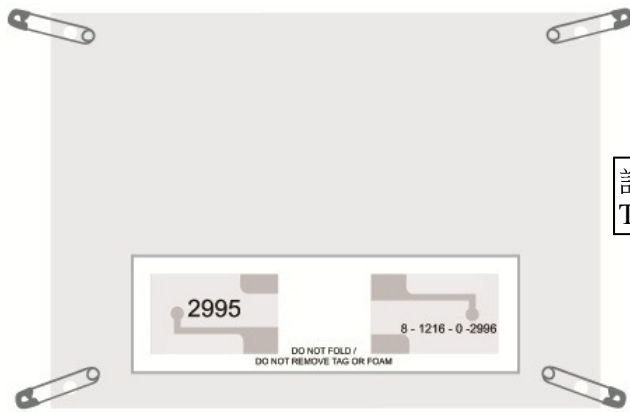 2995
8 - 1216 - 0 -2996
DO NOT FOLD /
DO NOT REMOVE TAG OR FOAM
T